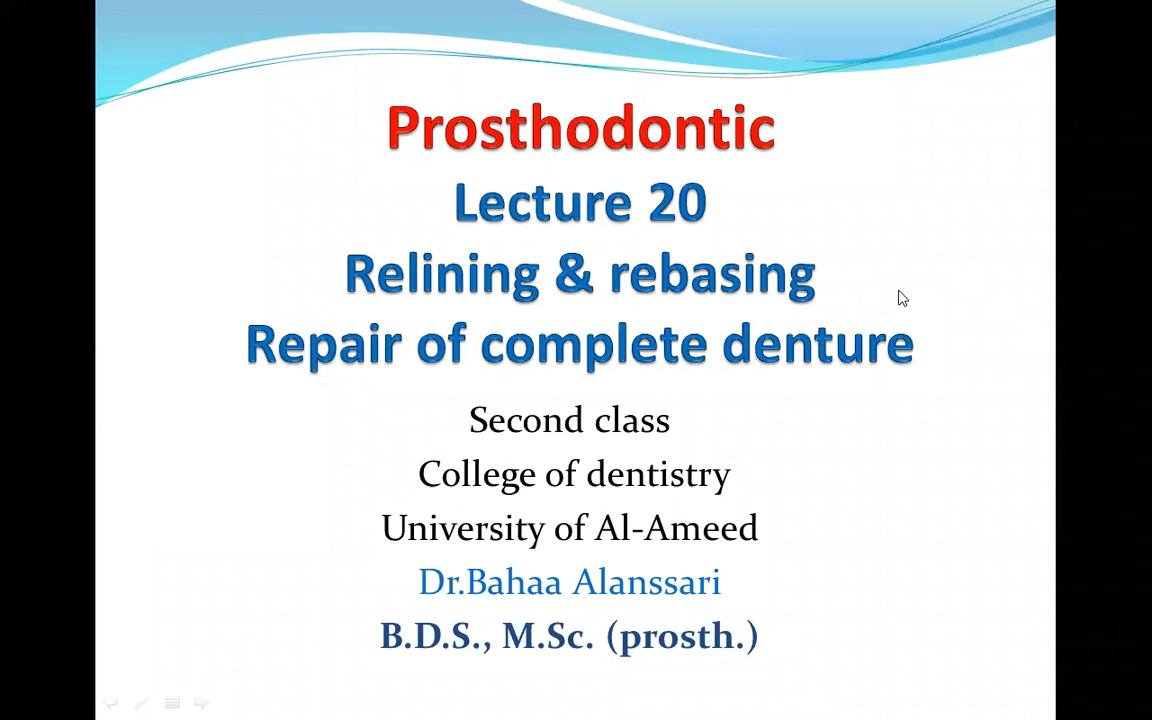 Prosthodontic
Lecture 20
Relining & rebasing
Repair of complete denture
Second class
College of dentistry
University of Al-Ameed
Dr.Bahaa Alanssari
B.D.S., M.Sc. (prosth.)